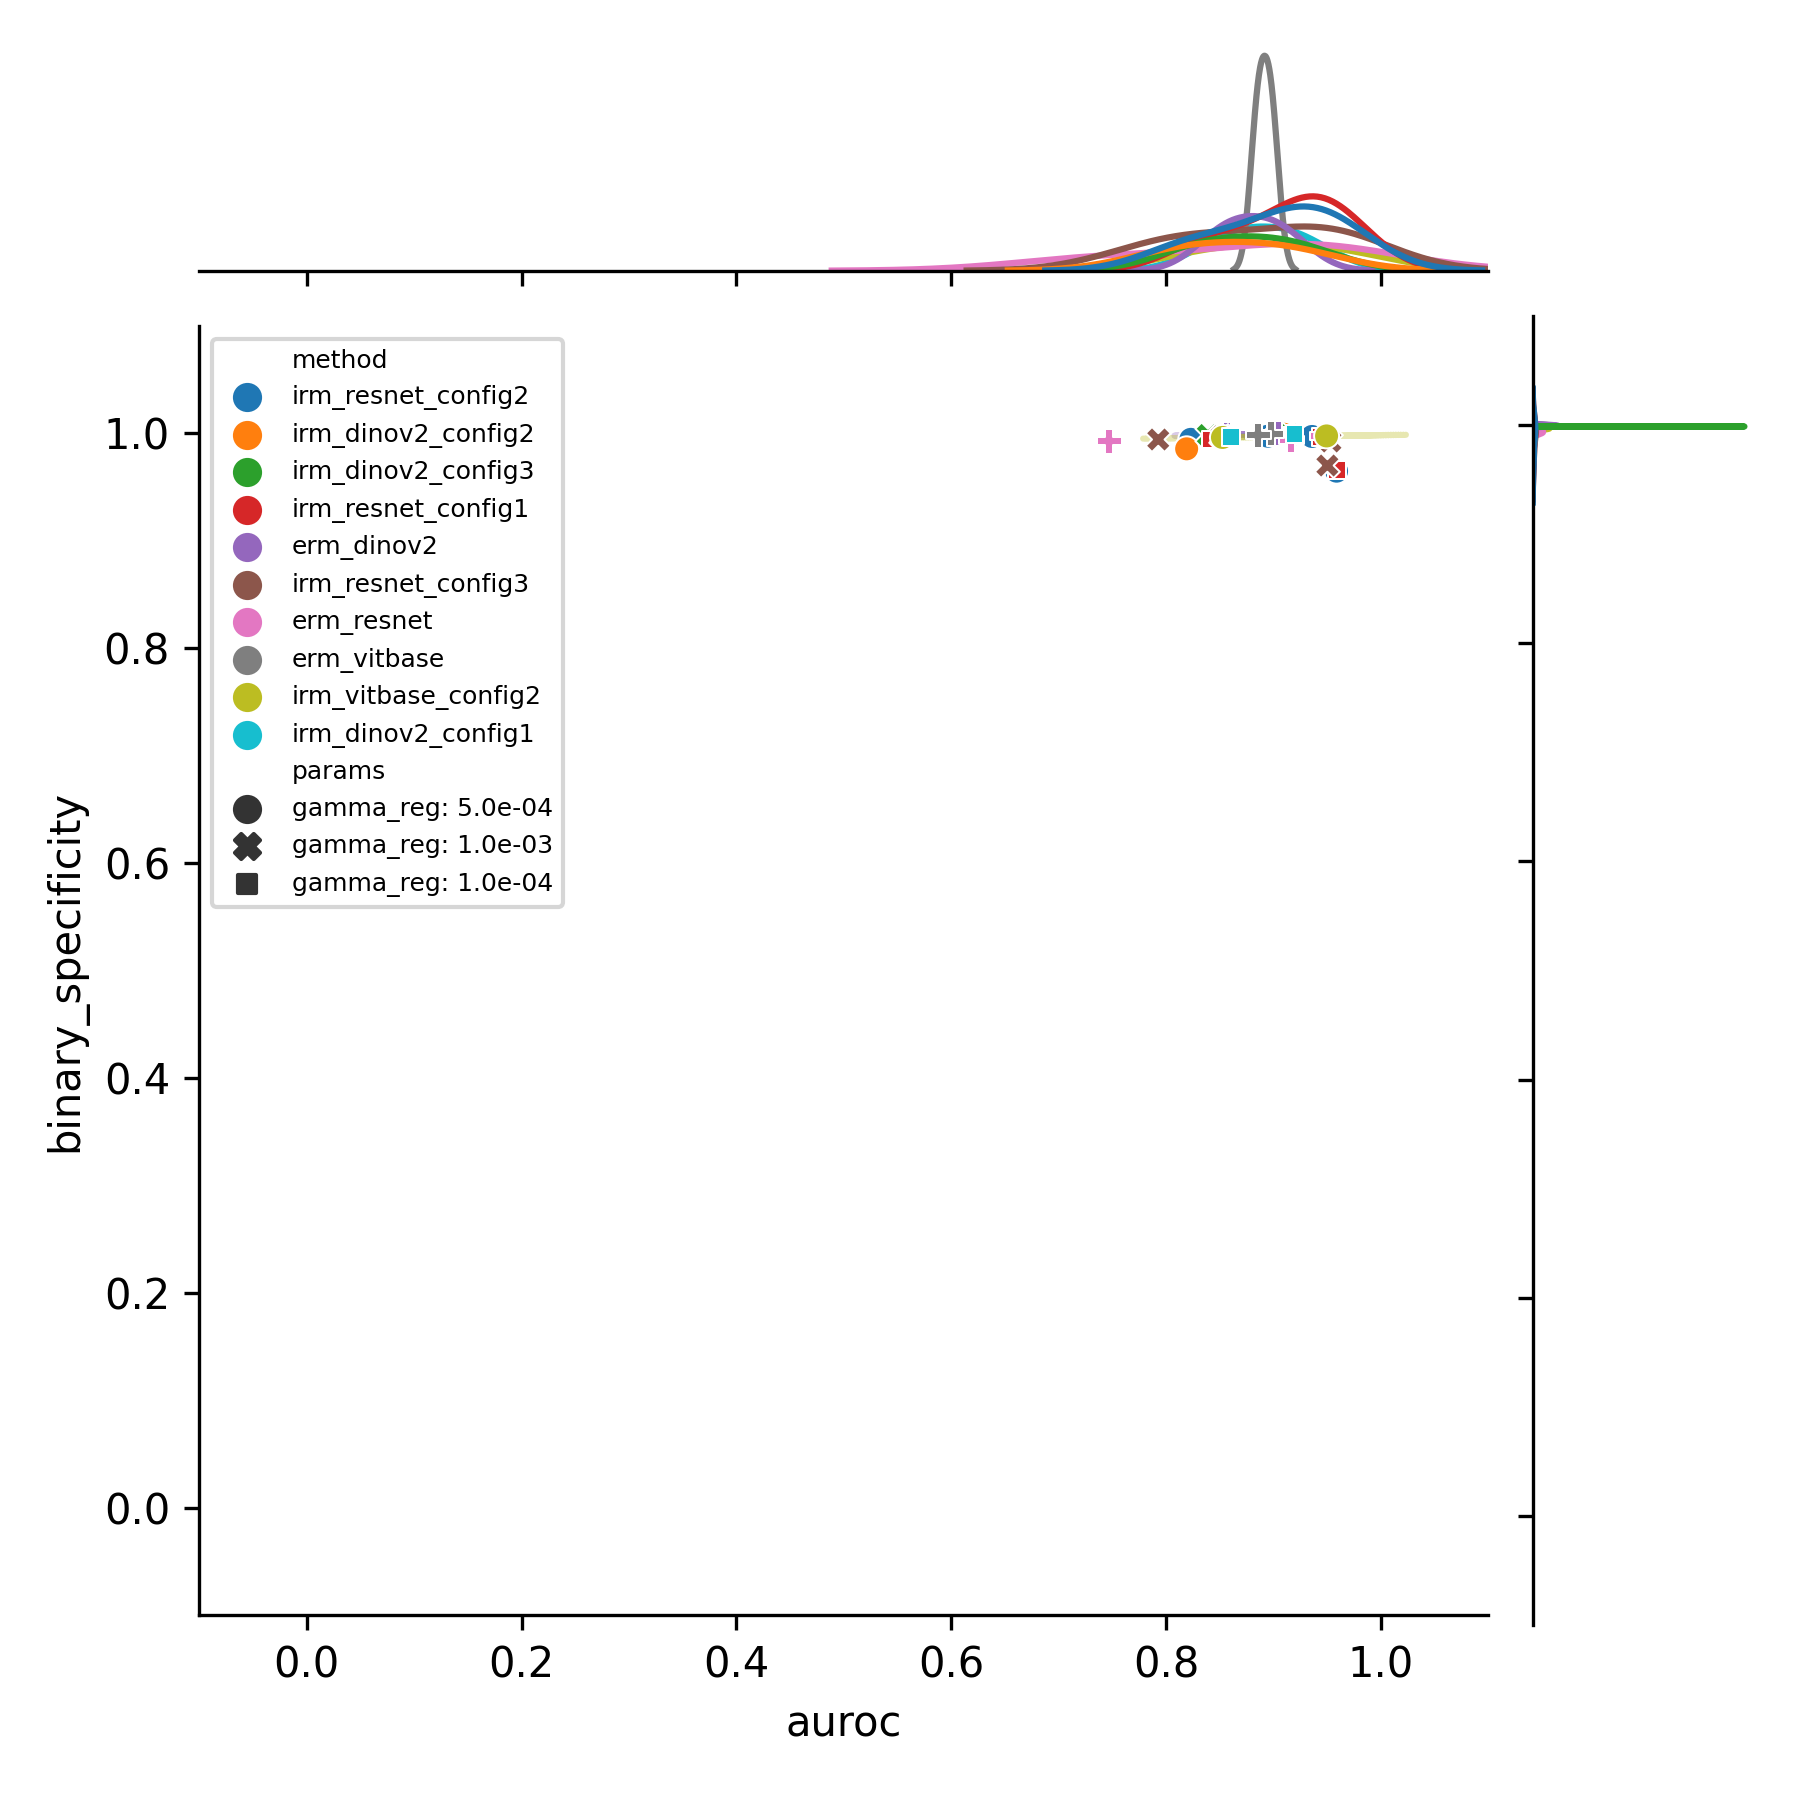 method
irm_resnet_config2
irm_dinov2_config2
irm_dinov2_config3
irm_resnet_config1
erm_dinov2
irm_resnet_config3
erm_resnet
erm_vitbase
irm_vitbase_config2
irm_dinov2_config1
params
gamma_reg: 5.0e-04
gamma_reg: 1.0e-03
gamma_reg: 1.0e-04
1.0
0.8
0.6
0.4
0.2
0.0
binary_specificity
0.0 0.2 0.4 0.6 0.8 1.0
auroc